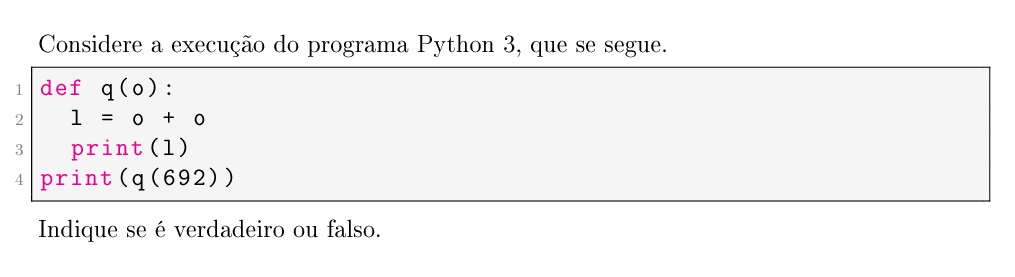 Considere a execução do programa Python 3, que se segue.
1 def q(o):
2   l = o + o
3   print(l)
4 print(q(692))
Indique se é verdadeiro ou falso.